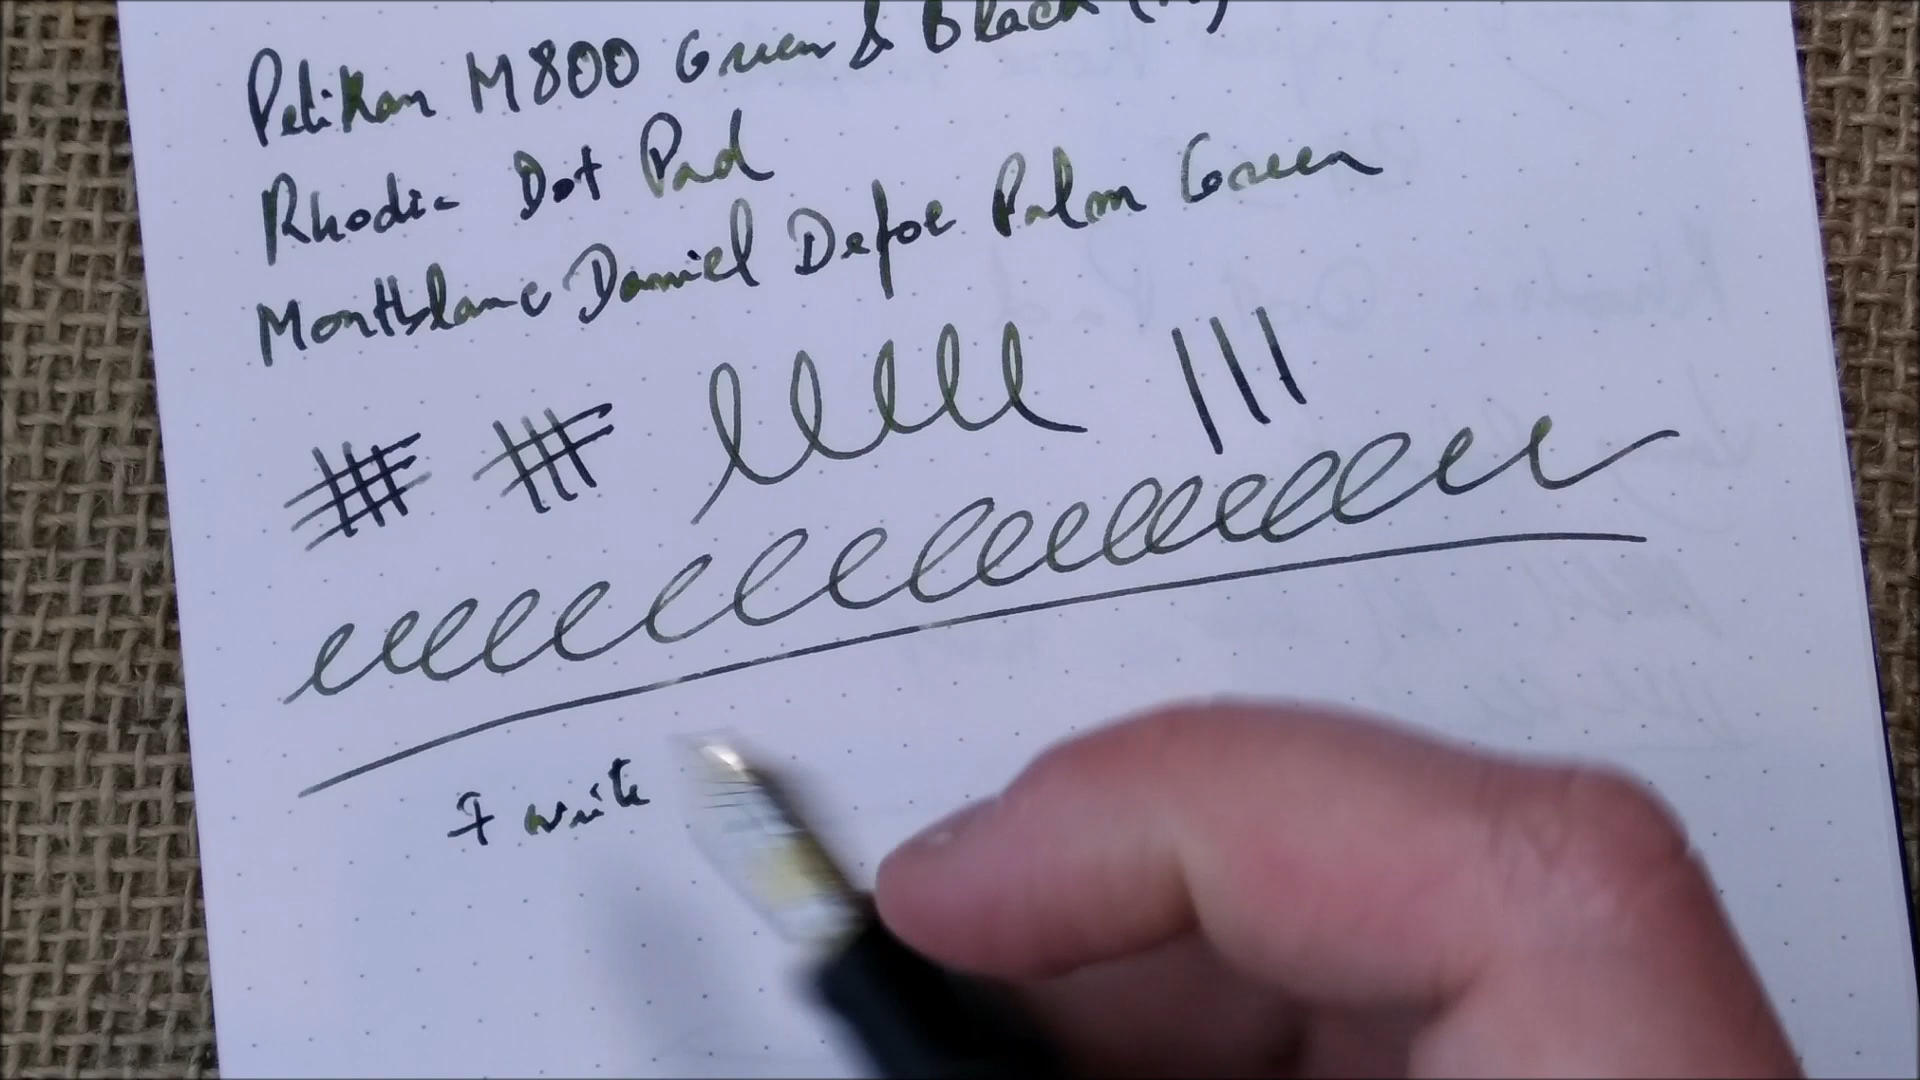 Pelikan M800 Green & Black
Rhodia Dot Pad
Montblanc Daniel Defoe Palm Green
I write